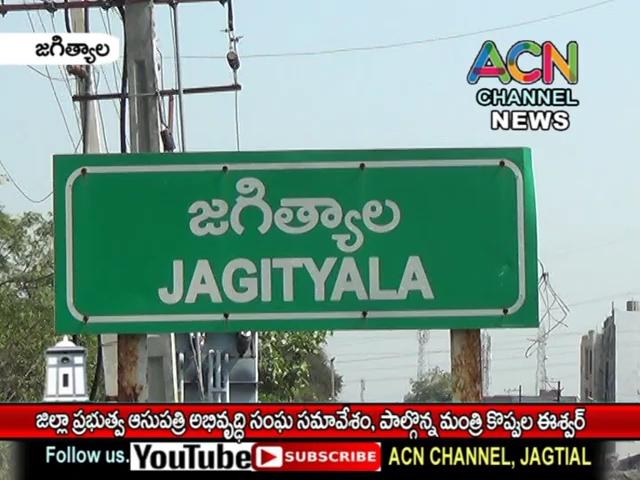 జగిత్యాల
ACN
CHANNEL
NEWS
జగిత్యాల
JAGITYALA
జిల్లా ప్రభుత్వ ఆసుపత్రి అభివృద్ధి సంఘ సమావేశం, పాల్గొన్న మంత్రి కొప్పుల ఈశ్వర్
Follow us. YouTube SUBSCRIBE ACN CHANNEL, JAGTIAL